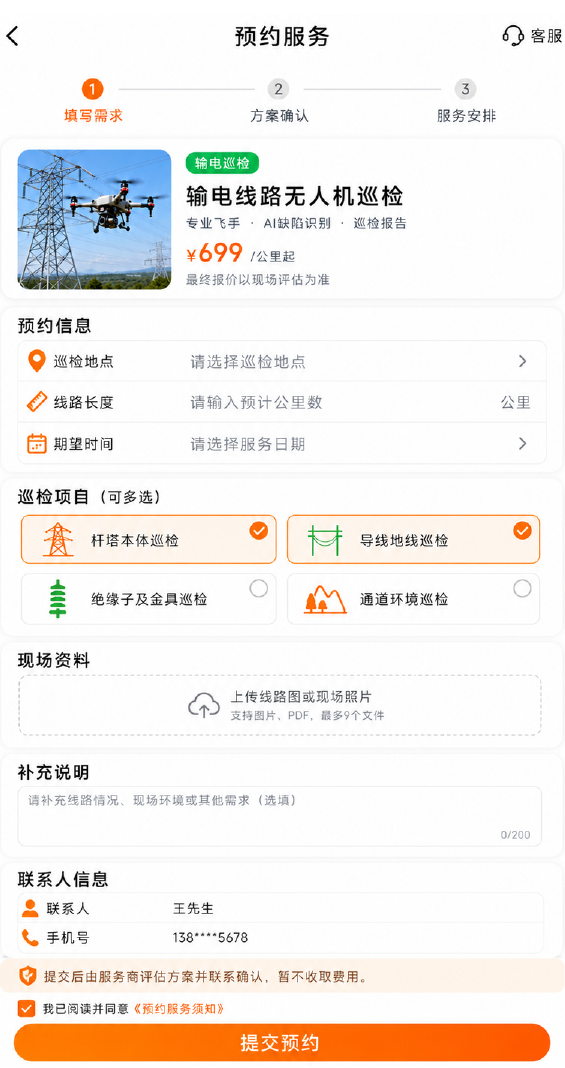 预约服务
客服
1
2
3
填写需求
方案确认
服务安排
输电巡检
输电线路无人机巡检
专业飞手 · AI缺陷识别 · 巡检报告
¥699 /公里起
最终报价以现场评估为准
预约信息
巡检地点 请选择巡检地点
线路长度 请输入预计公里数 公里
期望时间 请选择服务日期
巡检项目（可多选）
杆塔本体巡检
导线地线巡检
绝缘子及金具巡检
通道环境巡检
现场资料
上传线路图或现场照片
支持图片、PDF，最多9个文件
补充说明
请补充线路情况、现场环境或其他需求（选填）
0/200
联系人信息
联系人 王先生
手机号 138****5678
提交后由服务商评估方案并联系确认，暂不收取费用。
我已阅读并同意《预约服务须知》
提交预约